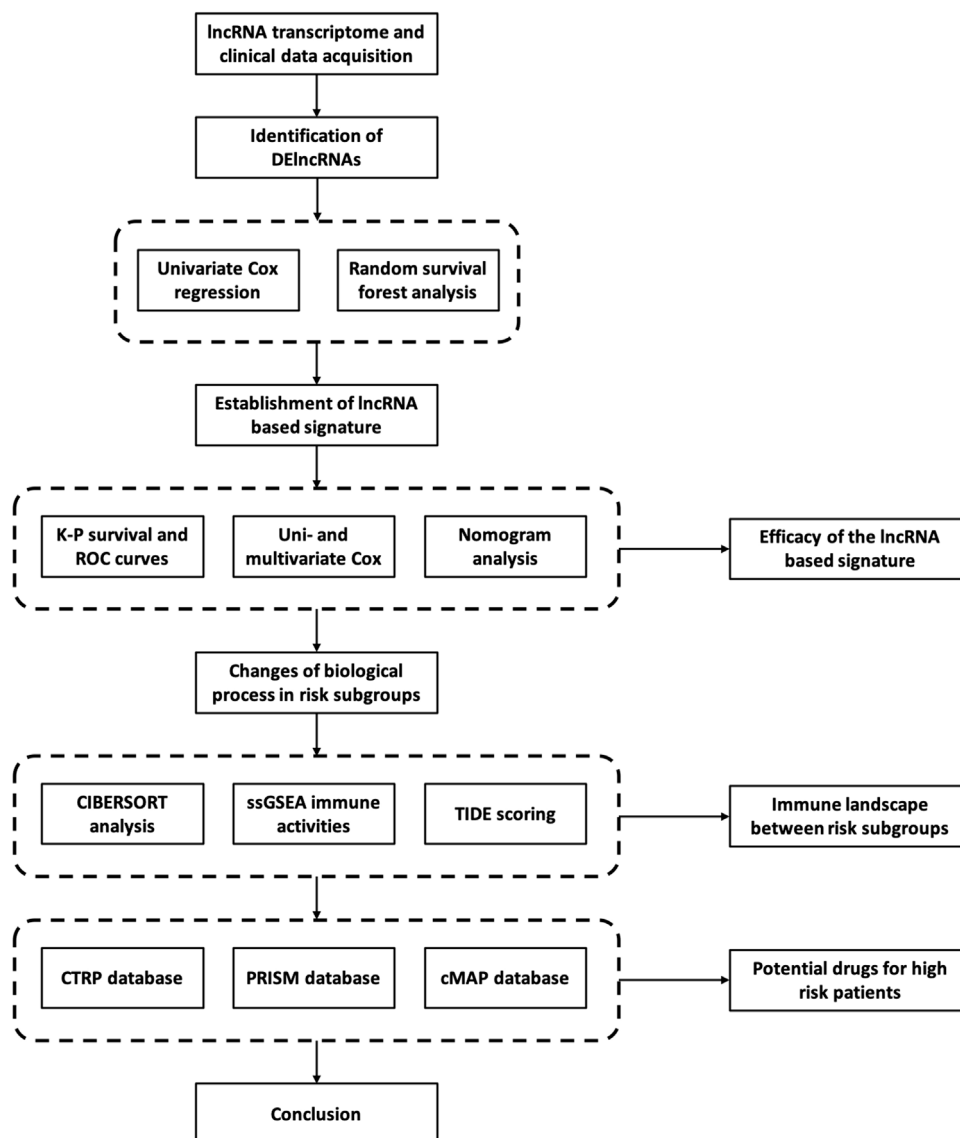 lncRNA transcriptome and
clinical data acquisition
Identification of
DElncRNAs
Univariate Cox
regression
Random survival
forest analysis
Establishment of lncRNA
based signature
K-P survival and
ROC curves
Uni- and
multivariate Cox
Nomogram
analysis
Efficacy of the lncRNA
based signature
Changes of biological
process in risk subgroups
CIBERSORT
analysis
ssGSEA immune
activities
TIDE scoring
Immune landscape
between risk subgroups
CTRP database
PRISM database
cMAP database
Potential drugs for high
risk patients
Conclusion